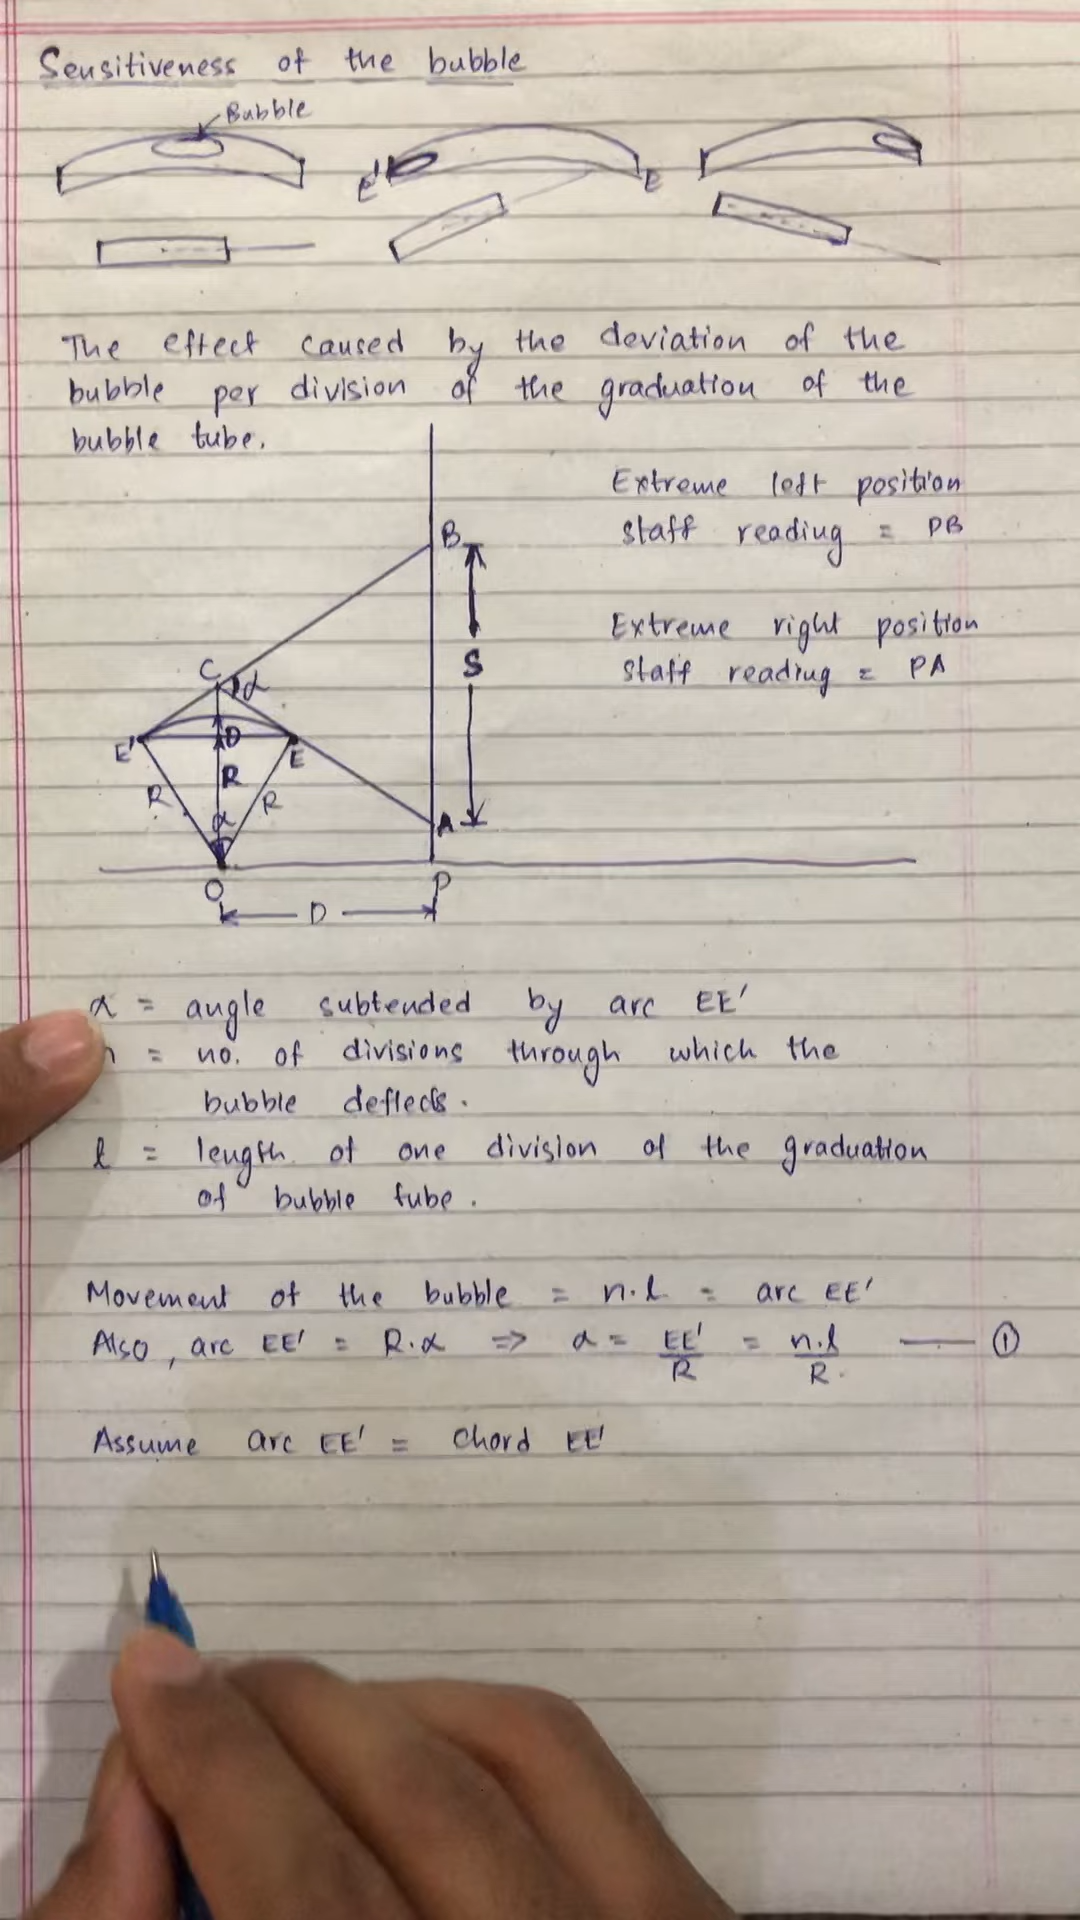 Sensitiveness of the bubble
Bubble
E' E
The effect caused by the deviation of the
bubble per division of the graduation of the
bubble tube.
Extreme left position
staff reading = PB
Extreme right position
staff reading = PA
B
S
C α
E' D E
R R R
α
A
O P
D
α = angle subtended by arc EE'
= no. of divisions through which the
bubble deflects.
l = length of one division of the graduation
of bubble tube.
Movement of the bubble = n.l = arc EE'
Also, arc EE' = R.α ⇒ α = EE'/R = n.l/R. —— ①
Assume arc EE' = chord EE'